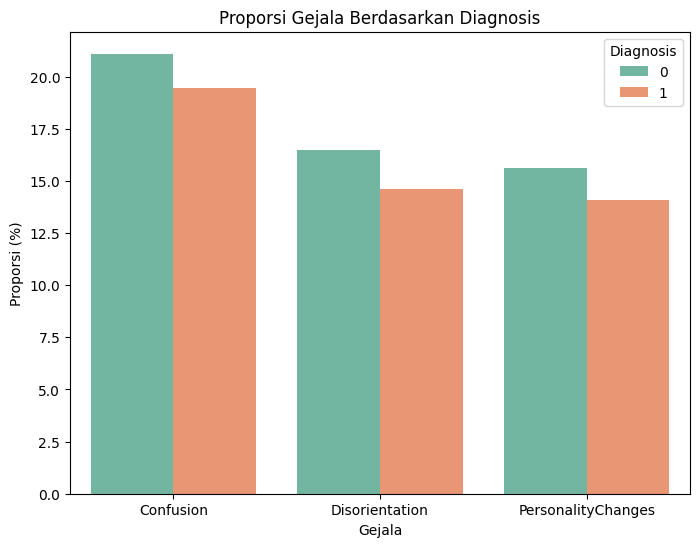 Proporsi Gejala Berdasarkan Diagnosis
Diagnosis
0
1
Proporsi (%)
20.0
17.5
15.0
12.5
10.0
7.5
5.0
2.5
0.0
Confusion
Disorientation
PersonalityChanges
Gejala